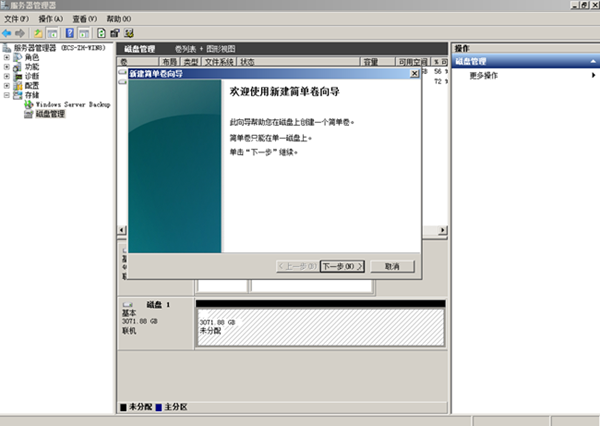 服务器管理器
文件(F) 操作(A) 查看(V) 帮助(H)
服务器管理器 (ECS-ZH-WIN8)
角色
功能
诊断
配置
存储
Windows Server Backup
磁盘管理
磁盘管理 卷列表 + 图形视图
卷 布局 类型 文件系统 状态 容量 可用空间 % 可
GB 56 %
72 %
新建简单卷向导
欢迎使用新建简单卷向导
此向导帮助您在磁盘上创建一个简单卷。
简单卷只能在单一磁盘上。
单击“下一步”继续。
<上一步(B) 下一步(N) > 取消
磁盘 1
基本
3071.88 GB
联机
3071.88 GB
未分配
未分配 主分区
操作
磁盘管理
更多操作